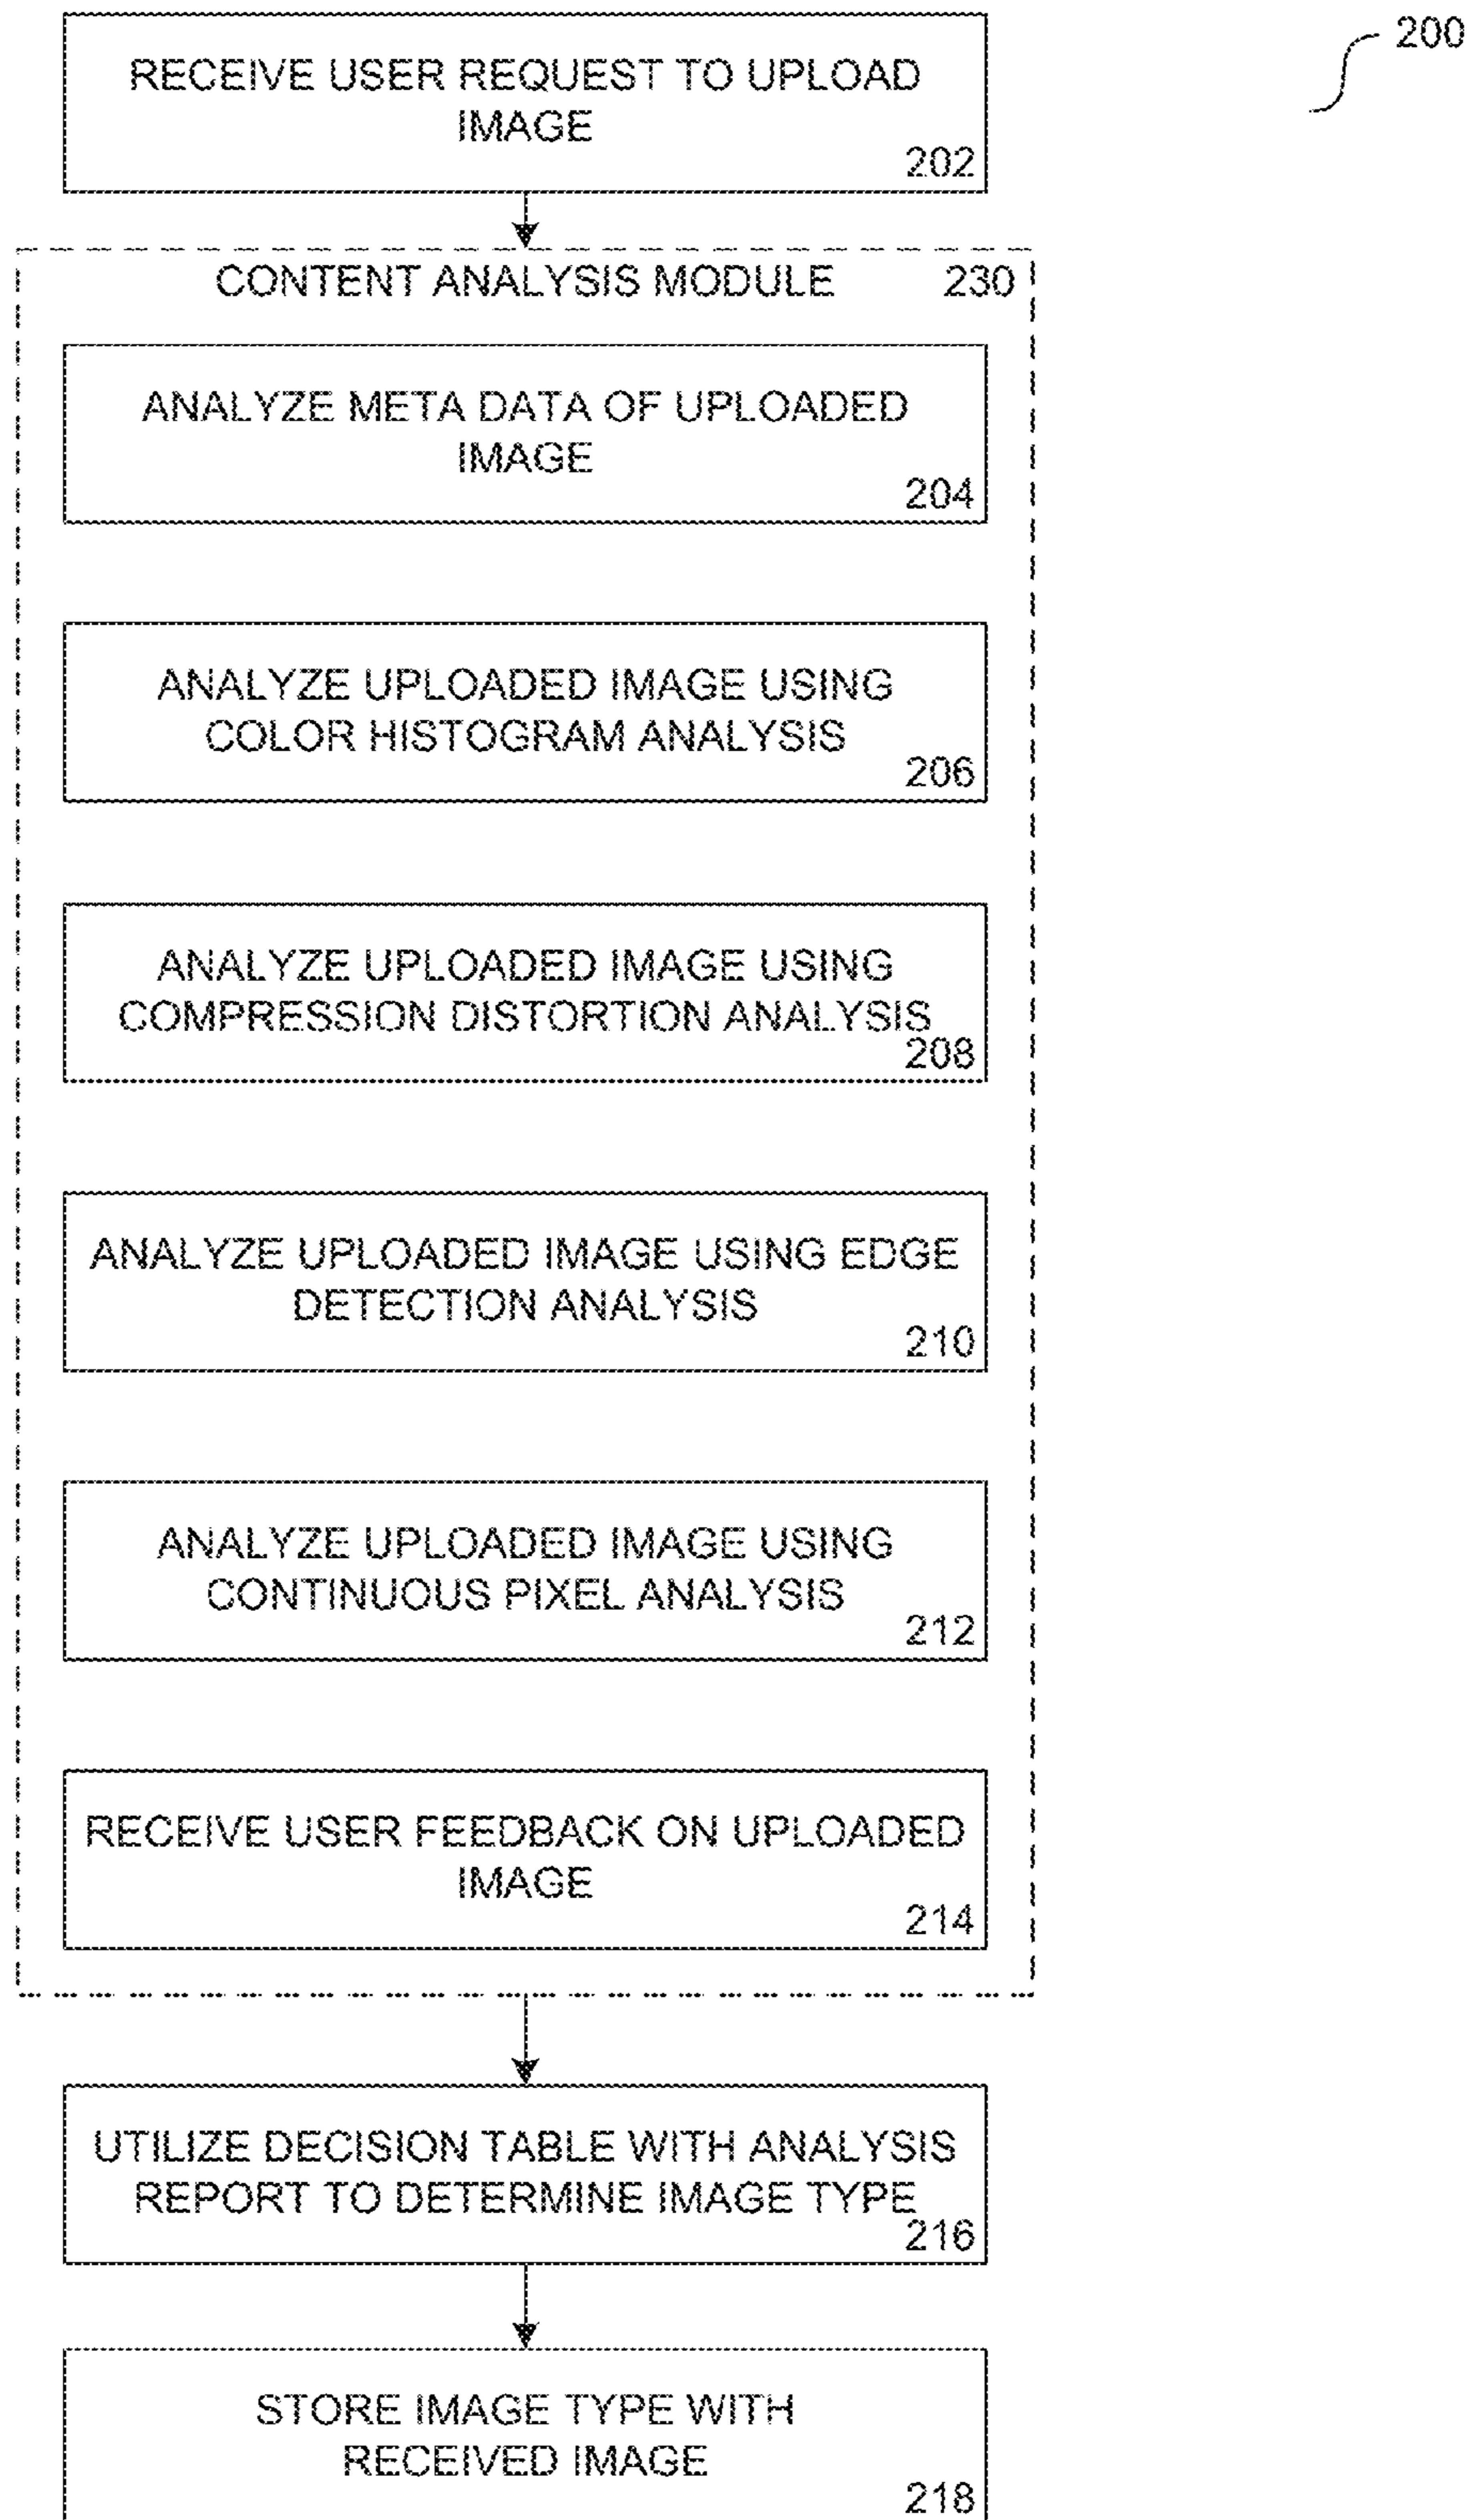 200
RECEIVE USER REQUEST TO UPLOAD
IMAGE
202
CONTENT ANALYSIS MODULE 230
ANALYZE META DATA OF UPLOADED
IMAGE
204
ANALYZE UPLOADED IMAGE USING
COLOR HISTOGRAM ANALYSIS
206
ANALYZE UPLOADED IMAGE USING
COMPRESSION DISTORTION ANALYSIS
208
ANALYZE UPLOADED IMAGE USING EDGE
DETECTION ANALYSIS
210
ANALYZE UPLOADED IMAGE USING
CONTINUOUS PIXEL ANALYSIS
212
RECEIVE USER FEEDBACK ON UPLOADED
IMAGE
214
UTILIZE DECISION TABLE WITH ANALYSIS
REPORT TO DETERMINE IMAGE TYPE
216
STORE IMAGE TYPE WITH
RECEIVED IMAGE
218